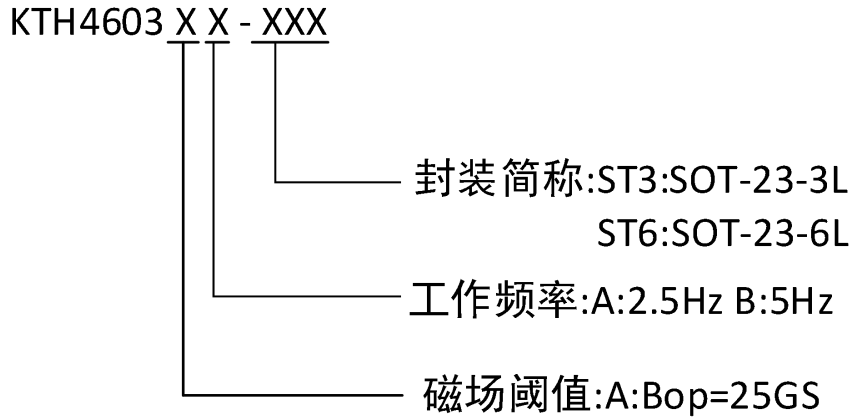 KTH4603 X X - XXX
封装简称:ST3:SOT-23-3L
ST6:SOT-23-6L
工作频率:A:2.5Hz B:5Hz
磁场阈值:A:Bop=25GS